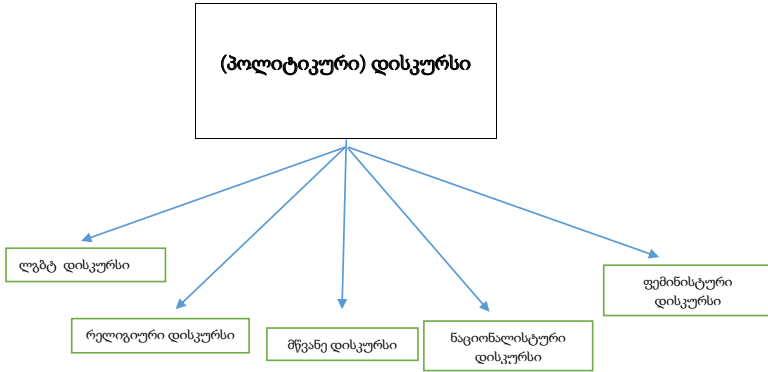 (პოლიტიკური) დისკურსი
ლგბტ დისკურსი
რელიგიური დისკურსი
მწვანე დისკურსი
ნაციონალისტური
დისკურსი
ფემინისტური
დისკურსი